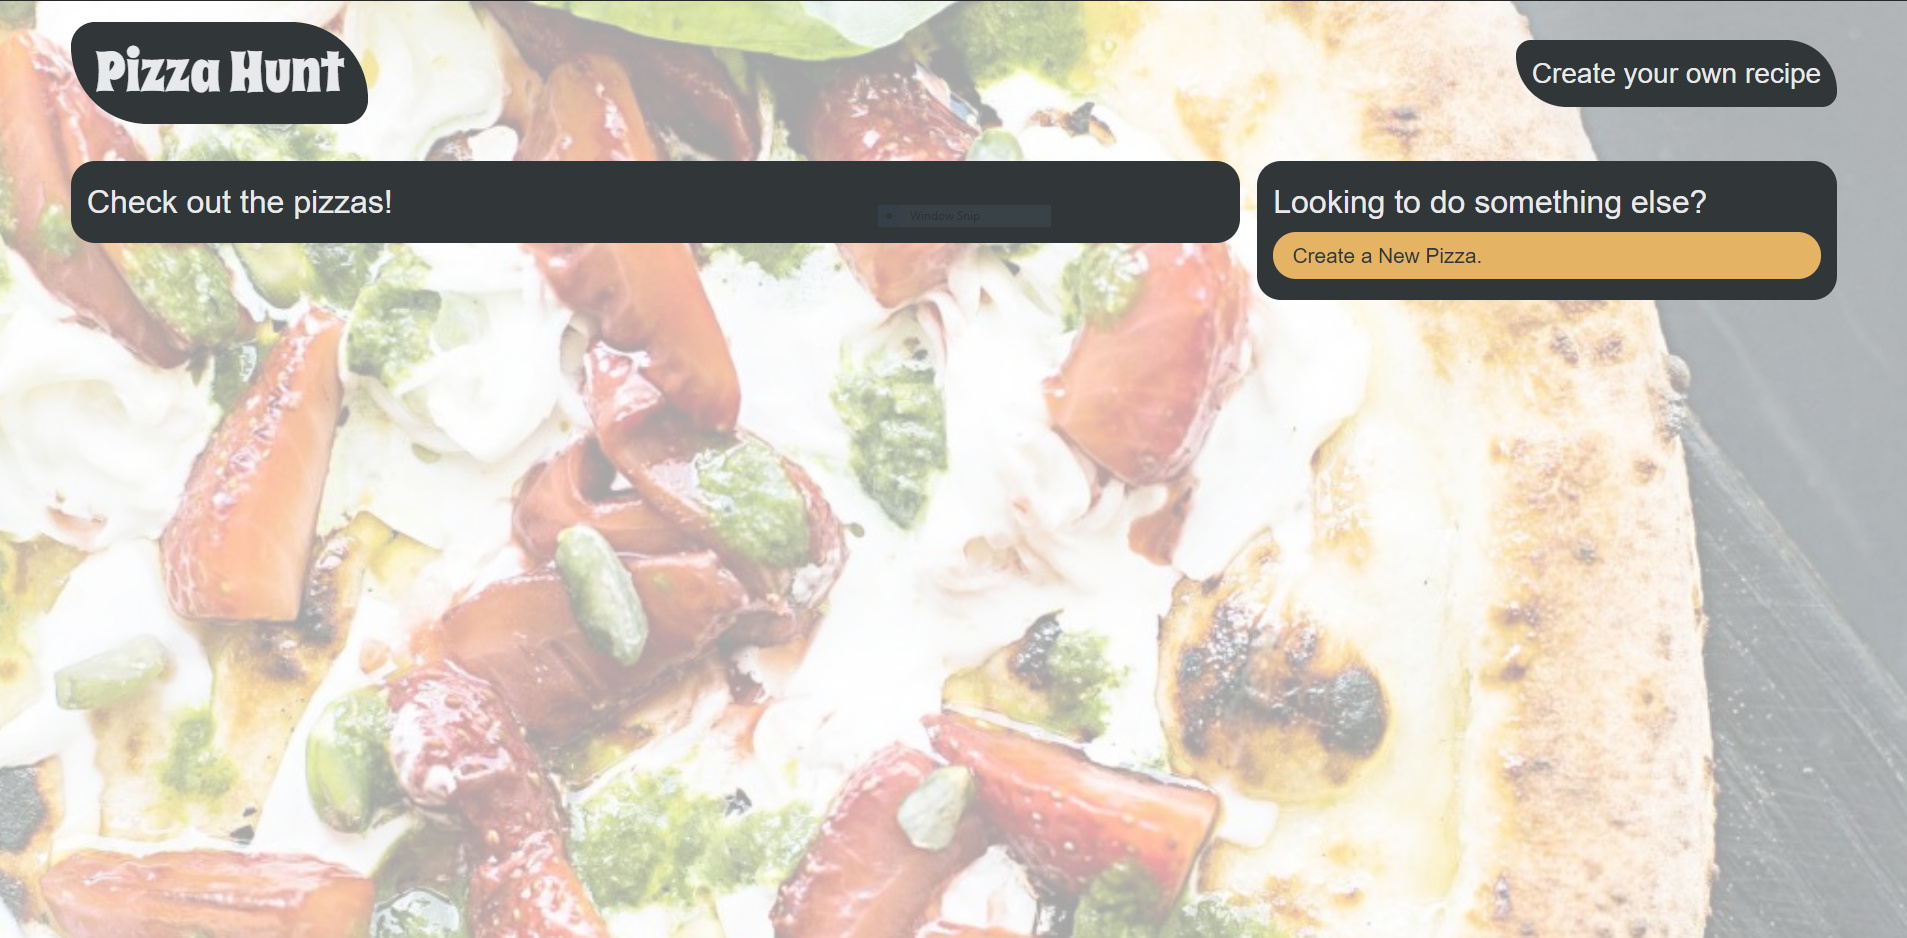 Pizza Hunt
Create your own recipe
Check out the pizzas!
Window Snip
Looking to do something else?
Create a New Pizza.